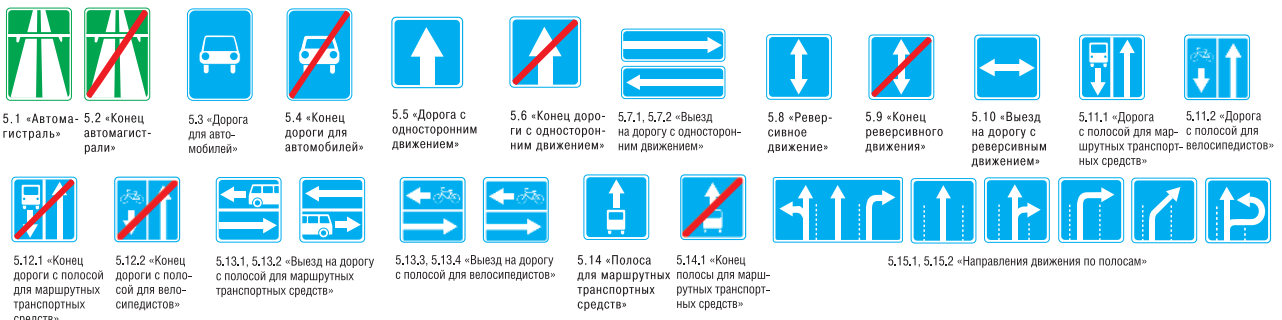 5.1 «Автома-
гистраль»
5.2 «Конец
автомагист-
рали»
5.3 «Дорога
для авто-
мобилей»
5.4 «Конец
дороги для
автомобилей»
5.5 «Дорога с
односторонним
движением»
5.6 «Конец доро-
ги с односторон-
ним движением»
5.7.1, 5.7.2 «Выезд
на дорогу с односторон-
ним движением»
5.8 «Ревер-
сивное
движение»
5.9 «Конец
реверсивного
движения»
5.10 «Выезд
на дорогу с
реверсивным
движением»
5.11.1 «Дорога
с полосой для мар-
шрутных транспорт-
ных средств»
5.11.2 «Дорога
с полосой для
велосипедистов»
5.12.1 «Конец
дороги с полосой
для маршрутных
транспортных
средств»
5.12.2 «Конец
дороги с поло-
сой для вело-
сипедистов»
5.13.1, 5.13.2 «Выезд на дорогу
с полосой для маршрутных
транспортных средств»
5.13.3, 5.13.4 «Выезд на дорогу
с полосой для велосипедистов»
5.14 «Полоса
для маршрутных
транспортных
средств»
5.14.1 «Конец
полосы для марш-
рутных транспорт-
ных средств»
5.15.1, 5.15.2 «Направления движения по полосам»